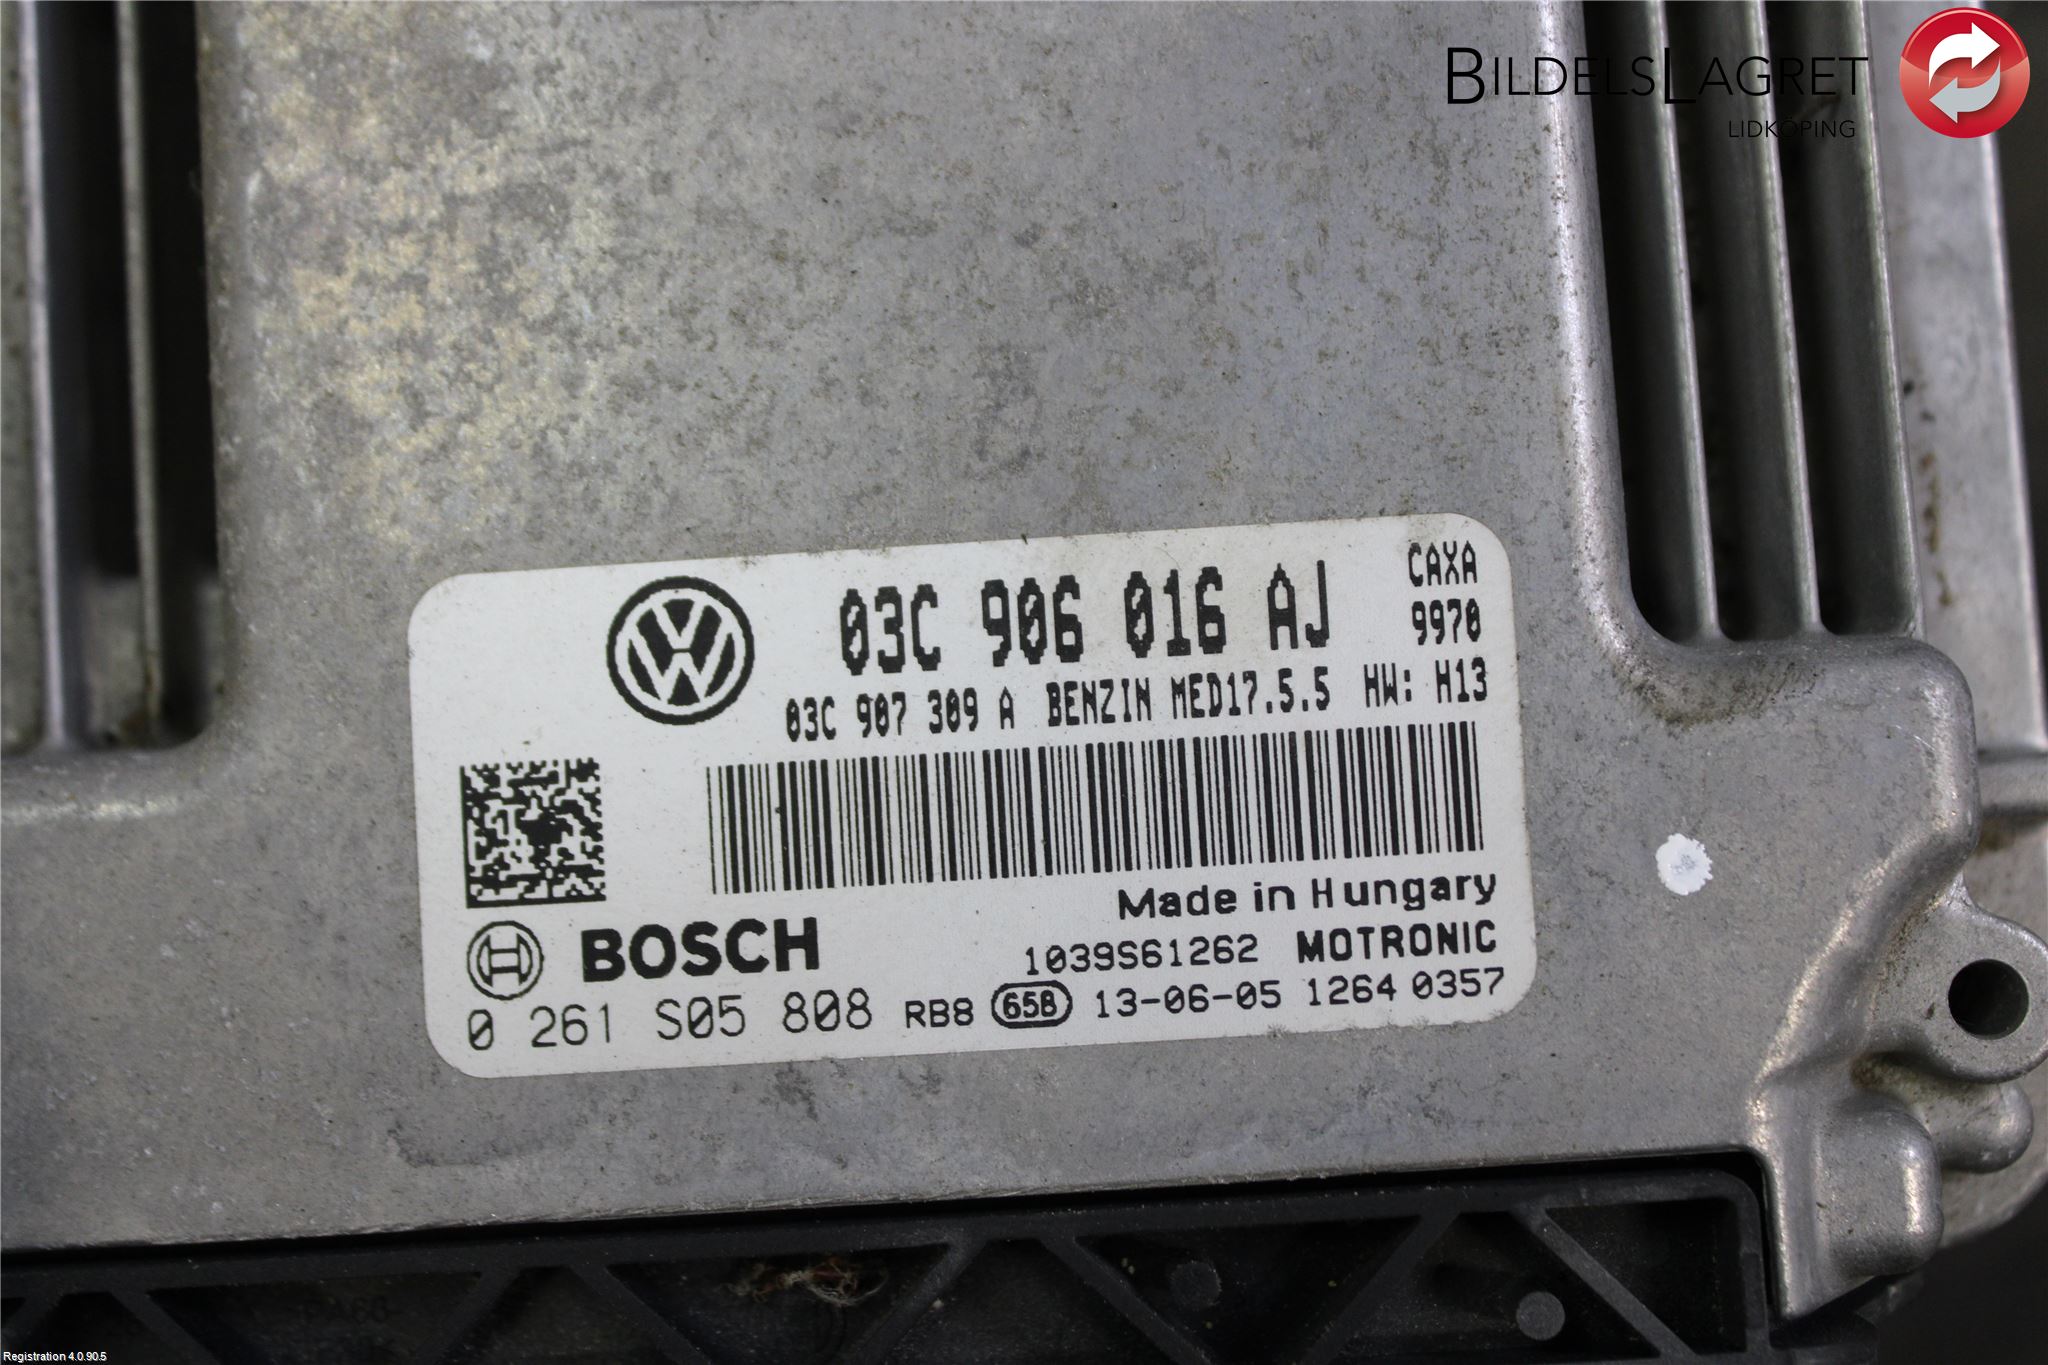 BILDELSLAGRET
LIDKÖPING
03C 906 016 AJ
CAXA
9970
03C 907 309 A BENZIN MED17.5.5 HW: H13
Made in Hungary
BOSCH
1039S61262 MOTRONIC
0 261 S05 808 RB8 65B 13-06-05 1264 0357
Registration 4.0.90.5